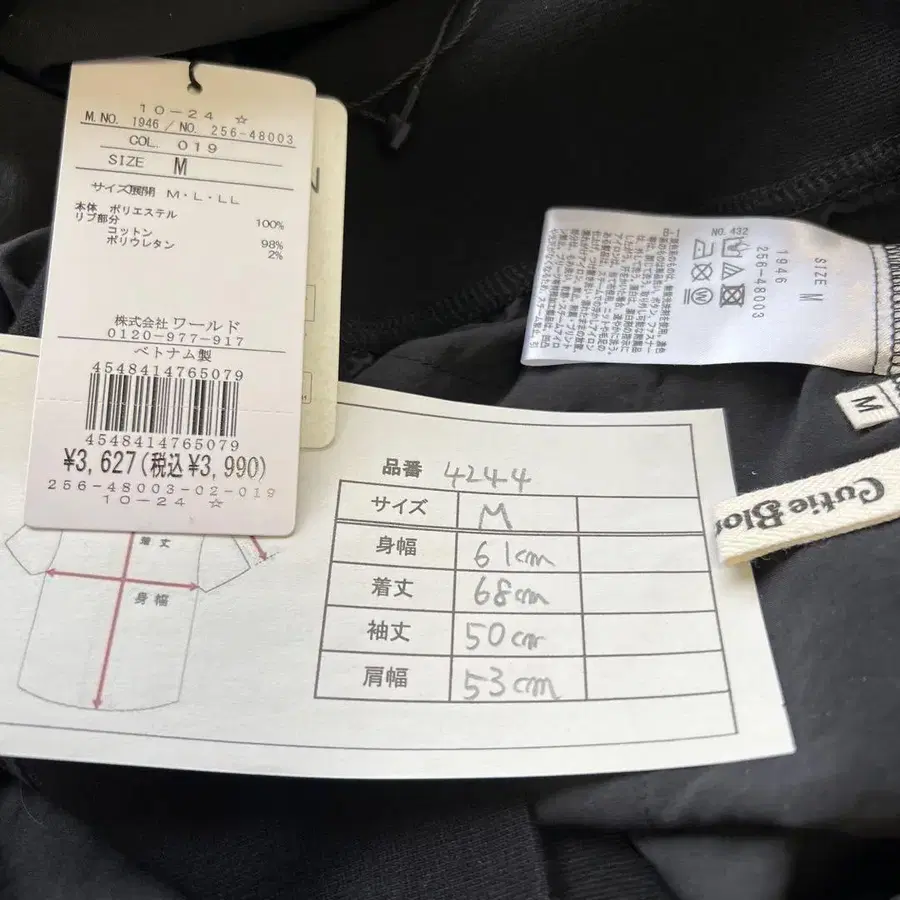 10-24 ☆
M.NO. 1946 / NO. 256-48003
COL. 019
SIZE M
サイズ展開 M・L・LL
本体 ポリエステル 100%
リブ部分
コットン 98%
ポリウレタン 2%
株式会社 ワールド
0120-977-917
ベトナム製
4548414765079
4548414765079
¥3,627(税込¥3,990)
256-48003-02-019
10-24 ☆
着丈
身幅
品番 4244
サイズ M
身幅 61cm
着丈 68cm
袖丈 50cm
肩幅 53cm
SIZE M
1946
256-48003
NO. 432
M
Cutie Blo